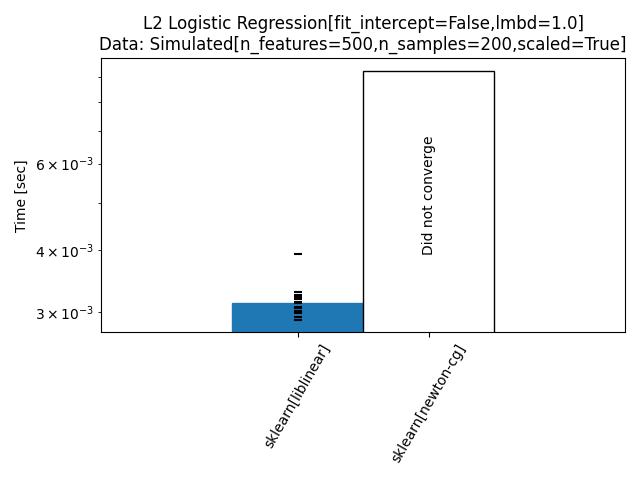 L2 Logistic Regression[fit_intercept=False,lmbd=1.0]
Data: Simulated[n_features=500,n_samples=200,scaled=True]
Time [sec]
6 × 10⁻³
4 × 10⁻³
3 × 10⁻³
Did not converge
sklearn[liblinear]
sklearn[newton-cg]